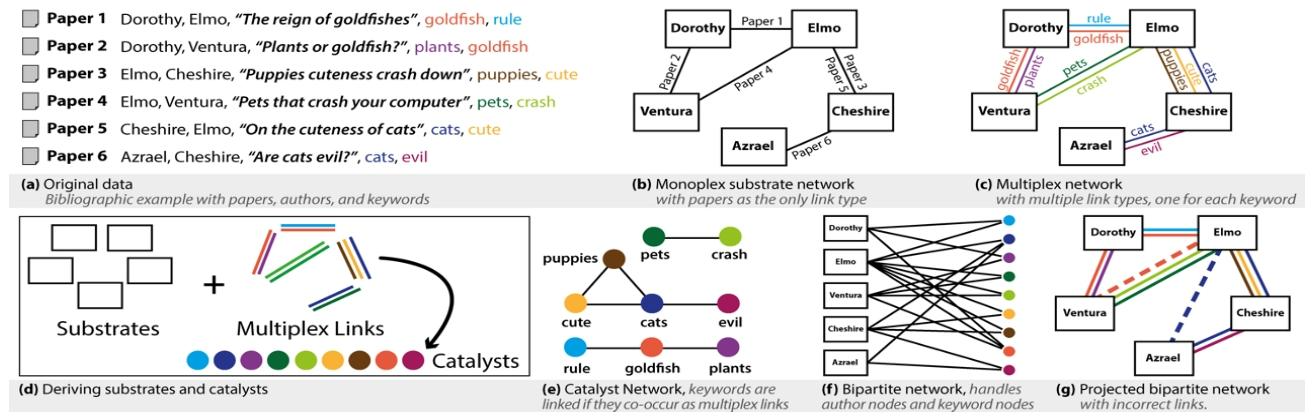 Paper 1 Dorothy, Elmo, "The reign of goldfishes", goldfish, rule
Paper 2 Dorothy, Ventura, "Plants or goldfish?", plants, goldfish
Paper 3 Elmo, Cheshire, "Puppies cuteness crash down", puppies, cute
Paper 4 Elmo, Ventura, "Pets that crash your computer", pets, crash
Paper 5 Cheshire, Elmo, "On the cuteness of cats", cats, cute
Paper 6 Azrael, Cheshire, "Are cats evil?", cats, evil
(a) Original data
Bibliographic example with papers, authors, and keywords
Dorothy
Paper 1
Elmo
Paper 2
Paper 4
Paper 3
Paper 5
Ventura
Cheshire
Azrael
Paper 6
(b) Monoplex substrate network
with papers as the only link type
Dorothy
rule
goldfish
Elmo
goldfish
plants
pets
crash
puppies
cute
cats
Ventura
Cheshire
Azrael
cats
evil
(c) Multiplex network
with multiple link types, one for each keyword
Substrates
+
Multiplex Links
Catalysts
(d) Deriving substrates and catalysts
pets
crash
puppies
cute
cats
evil
rule
goldfish
plants
(e) Catalyst Network, keywords are
linked if they co-occur as multiplex links
Dorothy
Elmo
Ventura
Cheshire
Azrael
(f) Bipartite network, handles
author nodes and keyword nodes
Dorothy
Elmo
Ventura
Cheshire
Azrael
(g) Projected bipartite network
with incorrect links.